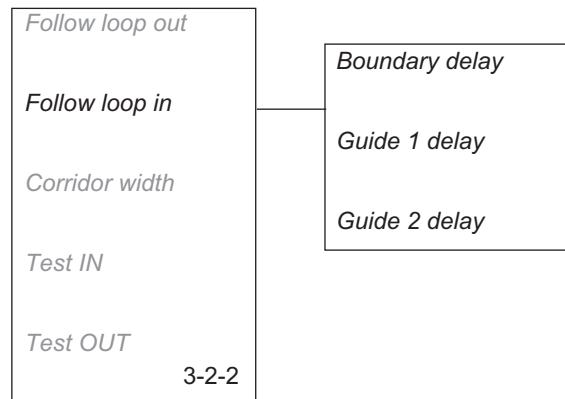 Follow loop out
Follow loop in
Corridor width
Test IN
Test OUT
3-2-2
Boundary delay
Guide 1 delay
Guide 2 delay